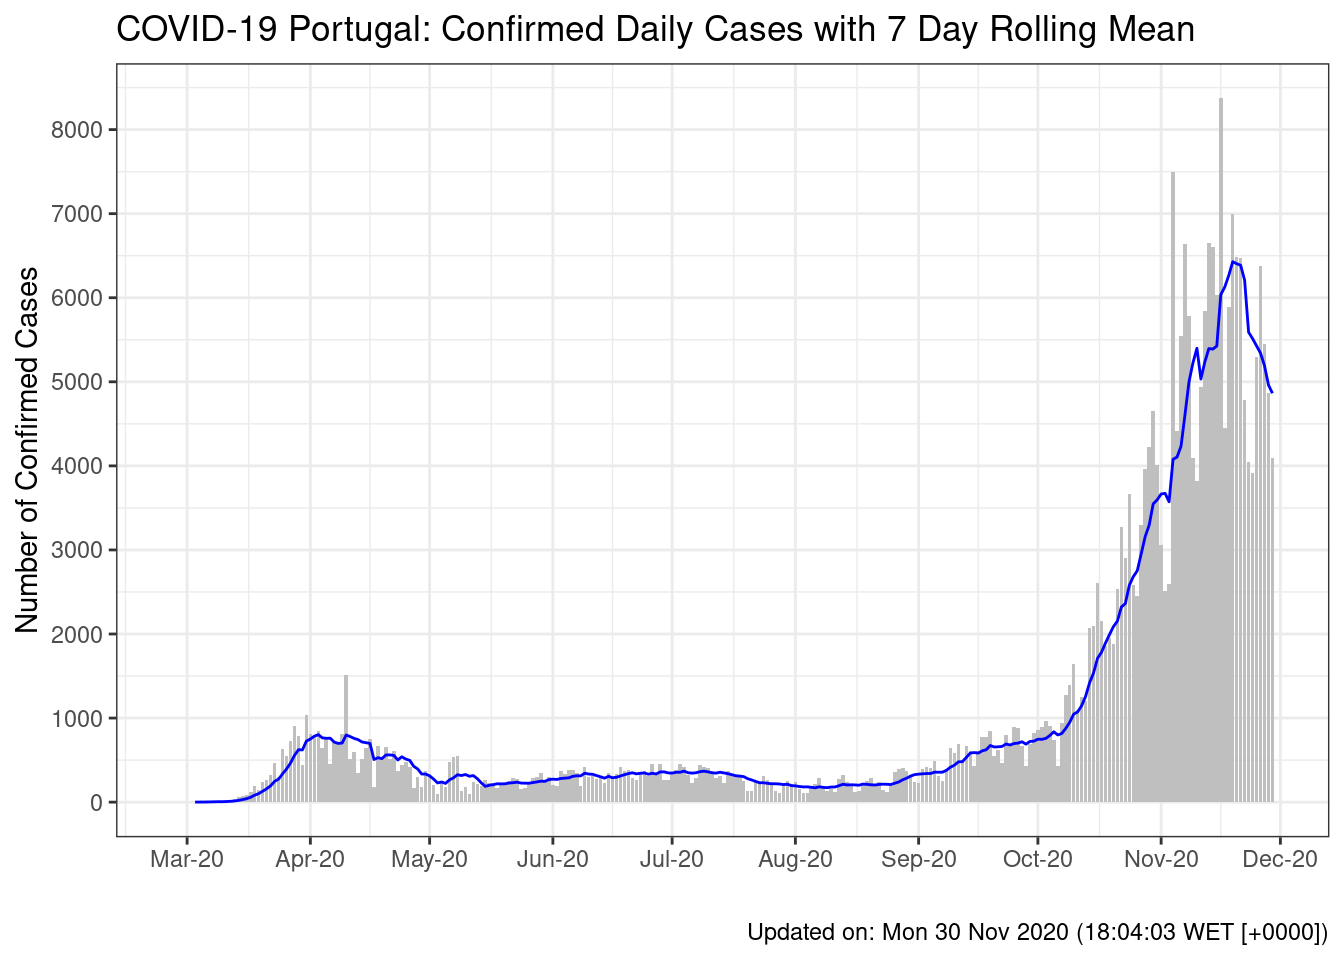 COVID-19 Portugal: Confirmed Daily Cases with 7 Day Rolling Mean
Number of Confirmed Cases
8000
7000
6000
5000
4000
3000
2000
1000
0
Mar-20 Apr-20 May-20 Jun-20 Jul-20 Aug-20 Sep-20 Oct-20 Nov-20 Dec-20
Updated on: Mon 30 Nov 2020 (18:04:03 WET [+0000])